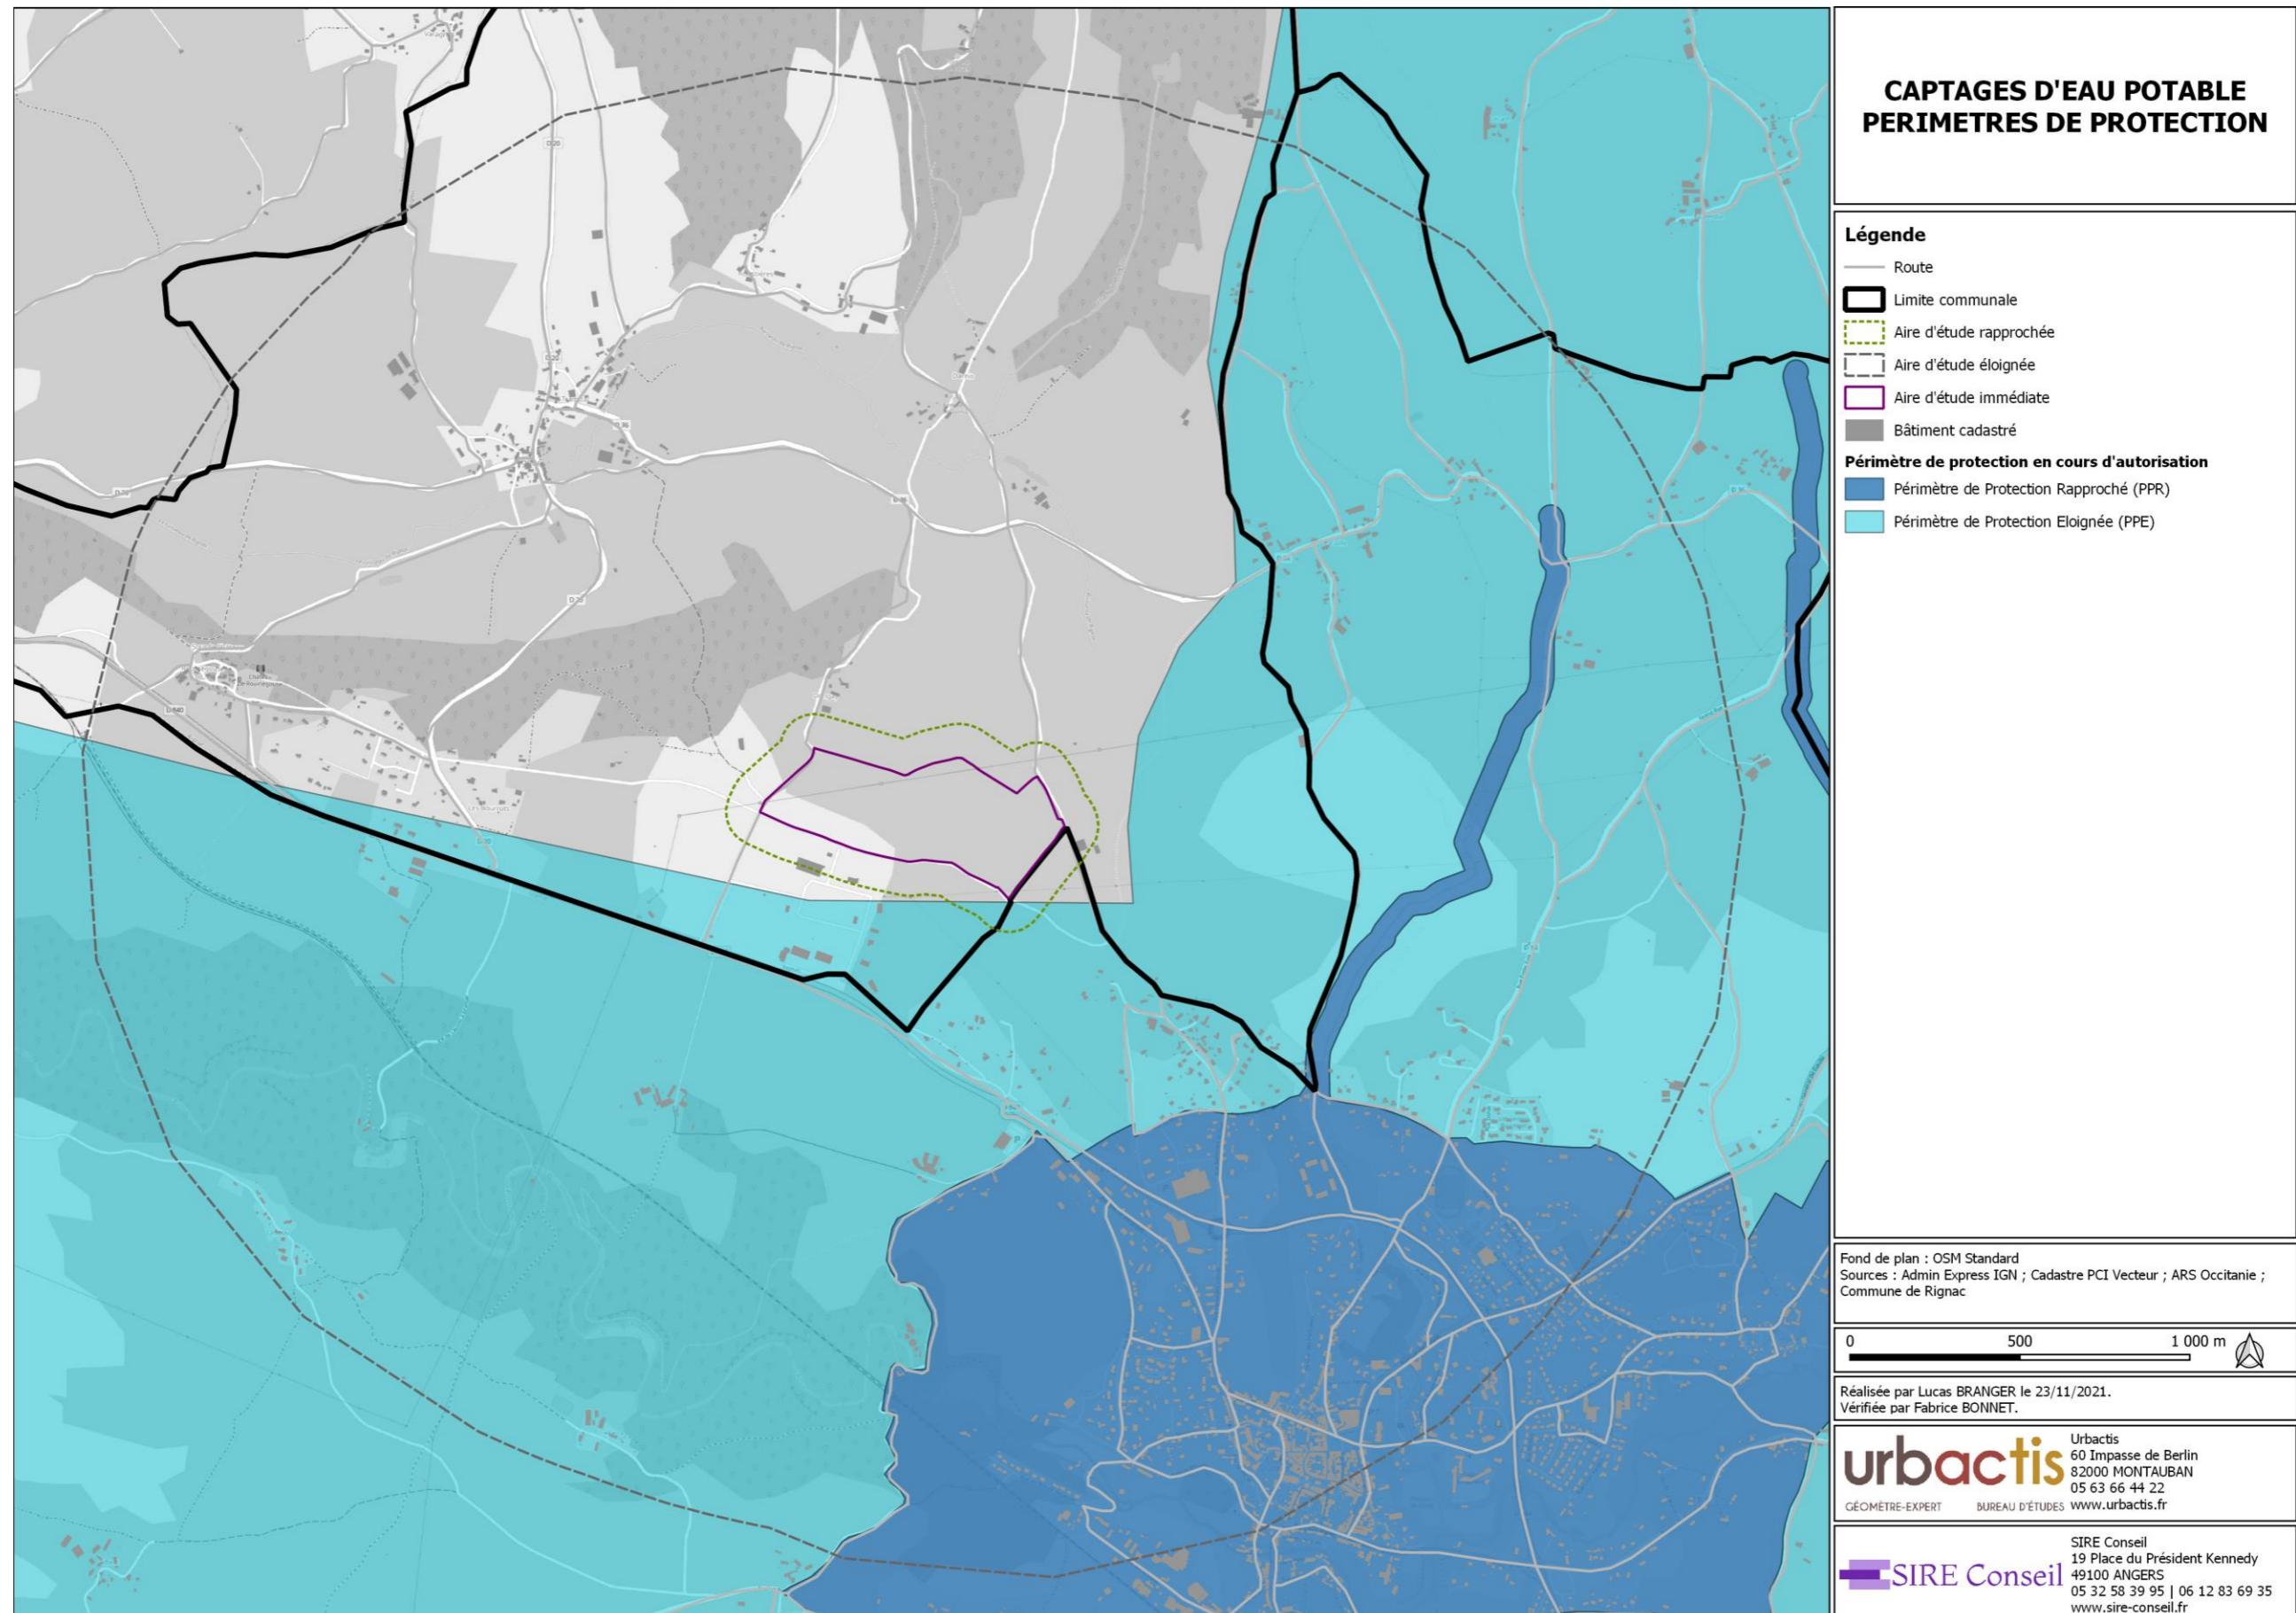 CAPTAGES D'EAU POTABLE
PERIMETRES DE PROTECTION
Légende
Route
Limite communale
Aire d'étude rapprochée
Aire d'étude éloignée
Aire d'étude immédiate
Bâtiment cadastré
Périmètre de protection en cours d'autorisation
Périmètre de Protection Rapproché (PPR)
Périmètre de Protection Eloignée (PPE)
Fond de plan : OSM Standard
Sources : Admin Express IGN ; Cadastre PCI Vecteur ; ARS Occitanie ;
Commune de Rignac
0 500 1 000 m
Réalisée par Lucas BRANGER le 23/11/2021.
Vérifiée par Fabrice BONNET.
urbactis
GÉOMÈTRE-EXPERT BUREAU D'ÉTUDES
Urbactis
60 Impasse de Berlin
82000 MONTAUBAN
05 63 66 44 22
www.urbactis.fr
SIRE Conseil
SIRE Conseil
19 Place du Président Kennedy
49100 ANGERS
05 32 58 39 95 | 06 12 83 69 35
www.sire-conseil.fr
D 20
D 20
D 36
D 840
P